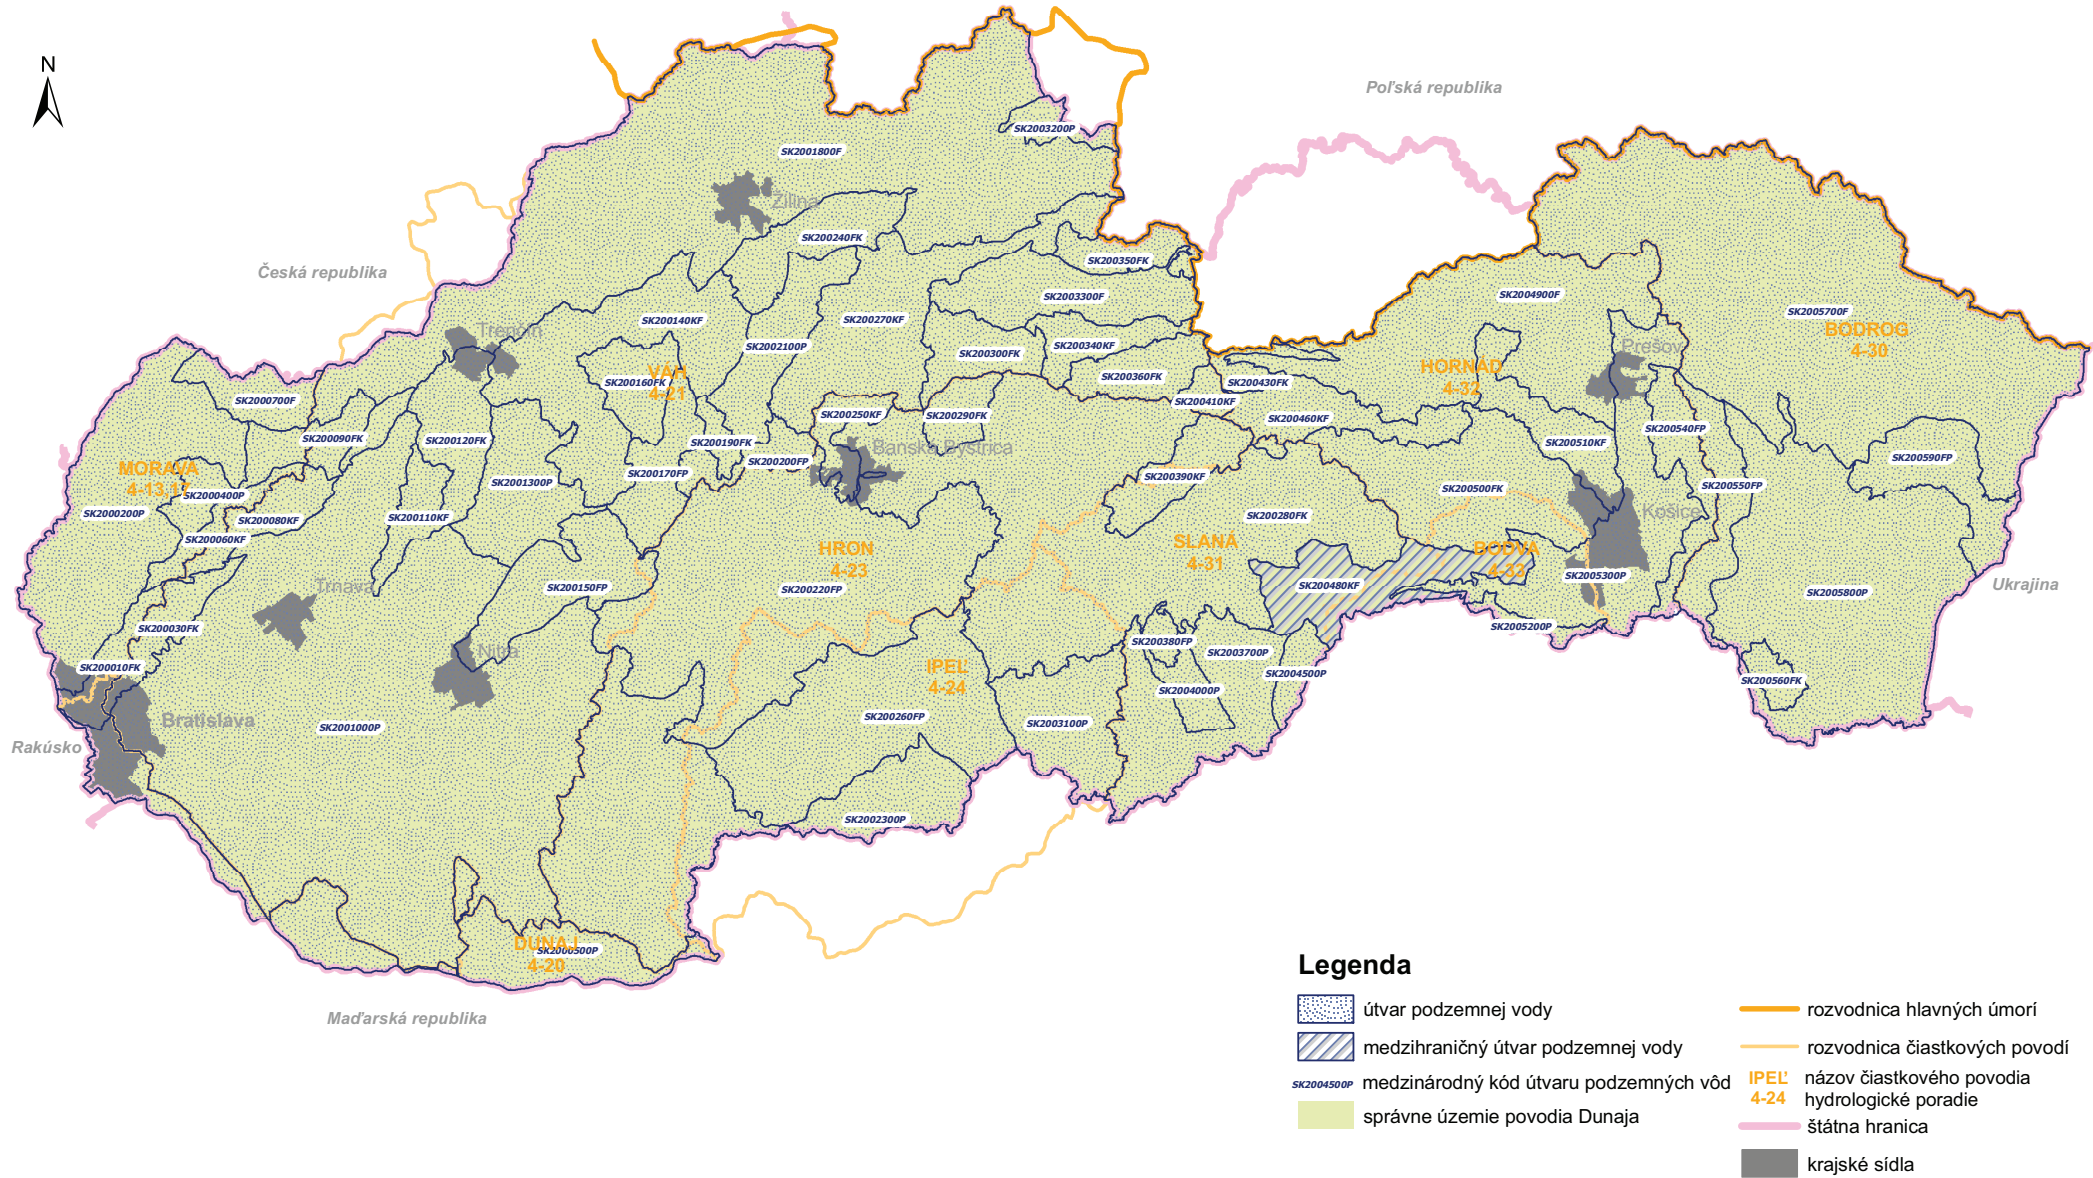 N
Poľská republika
SK2003200P
SK2001800F
Žilina
SK200240FK
SK200350FK
Česká republika
SK2003300F
SK2004900F
SK2005700F
BODROG
4-30
SK200140KF
SK200270KF
Trenčín
SK2002100P
SK200300FK
SK200340KF
Prešov
VÁH
4-21
SK200160FK
SK200360FK
SK200430FK
HORNÁD
4-32
SK2000700F
SK200410KF
SK200250KF
SK200290FK
SK200460KF
SK200090FK
SK200120FK
SK200190KF
Banská Bystrica
SK200510KF
SK200540FP
SK200590FP
MORAVA
4-13,17
SK200200FP
SK200170FP
SK200390KF
SK2001300P
SK200500FK
SK200550FP
SK2000400P
SK2000200P
SK200080KF
SK200110KF
SK200280FK
Košice
SK200060KF
HRON
4-23
SLANÁ
4-31
BODVA
4-33
SK2005300P
Trnava
SK200150FP
SK200220FP
SK200480KF
Ukrajina
SK2005800P
SK200030FK
SK2005200P
SK200380FP
SK2003700P
Nitra
SK200010FK
IPEĽ
4-24
SK2004500P
SK200560FK
SK2004000P
Bratislava
SK2001000P
SK200260FP
SK2003100P
Rakúsko
SK2002300P
DUNAJ
4-20
SK2000500P
Maďarská republika
Legenda
útvar podzemnej vody
medzihraničný útvar podzemnej vody
SK2004500P medzinárodný kód útvaru podzemných vôd
správne územie povodia Dunaja
rozvodnica hlavných úmorí
rozvodnica čiastkových povodí
IPEĽ názov čiastkového povodia
4-24 hydrologické poradie
štátna hranica
krajské sídla